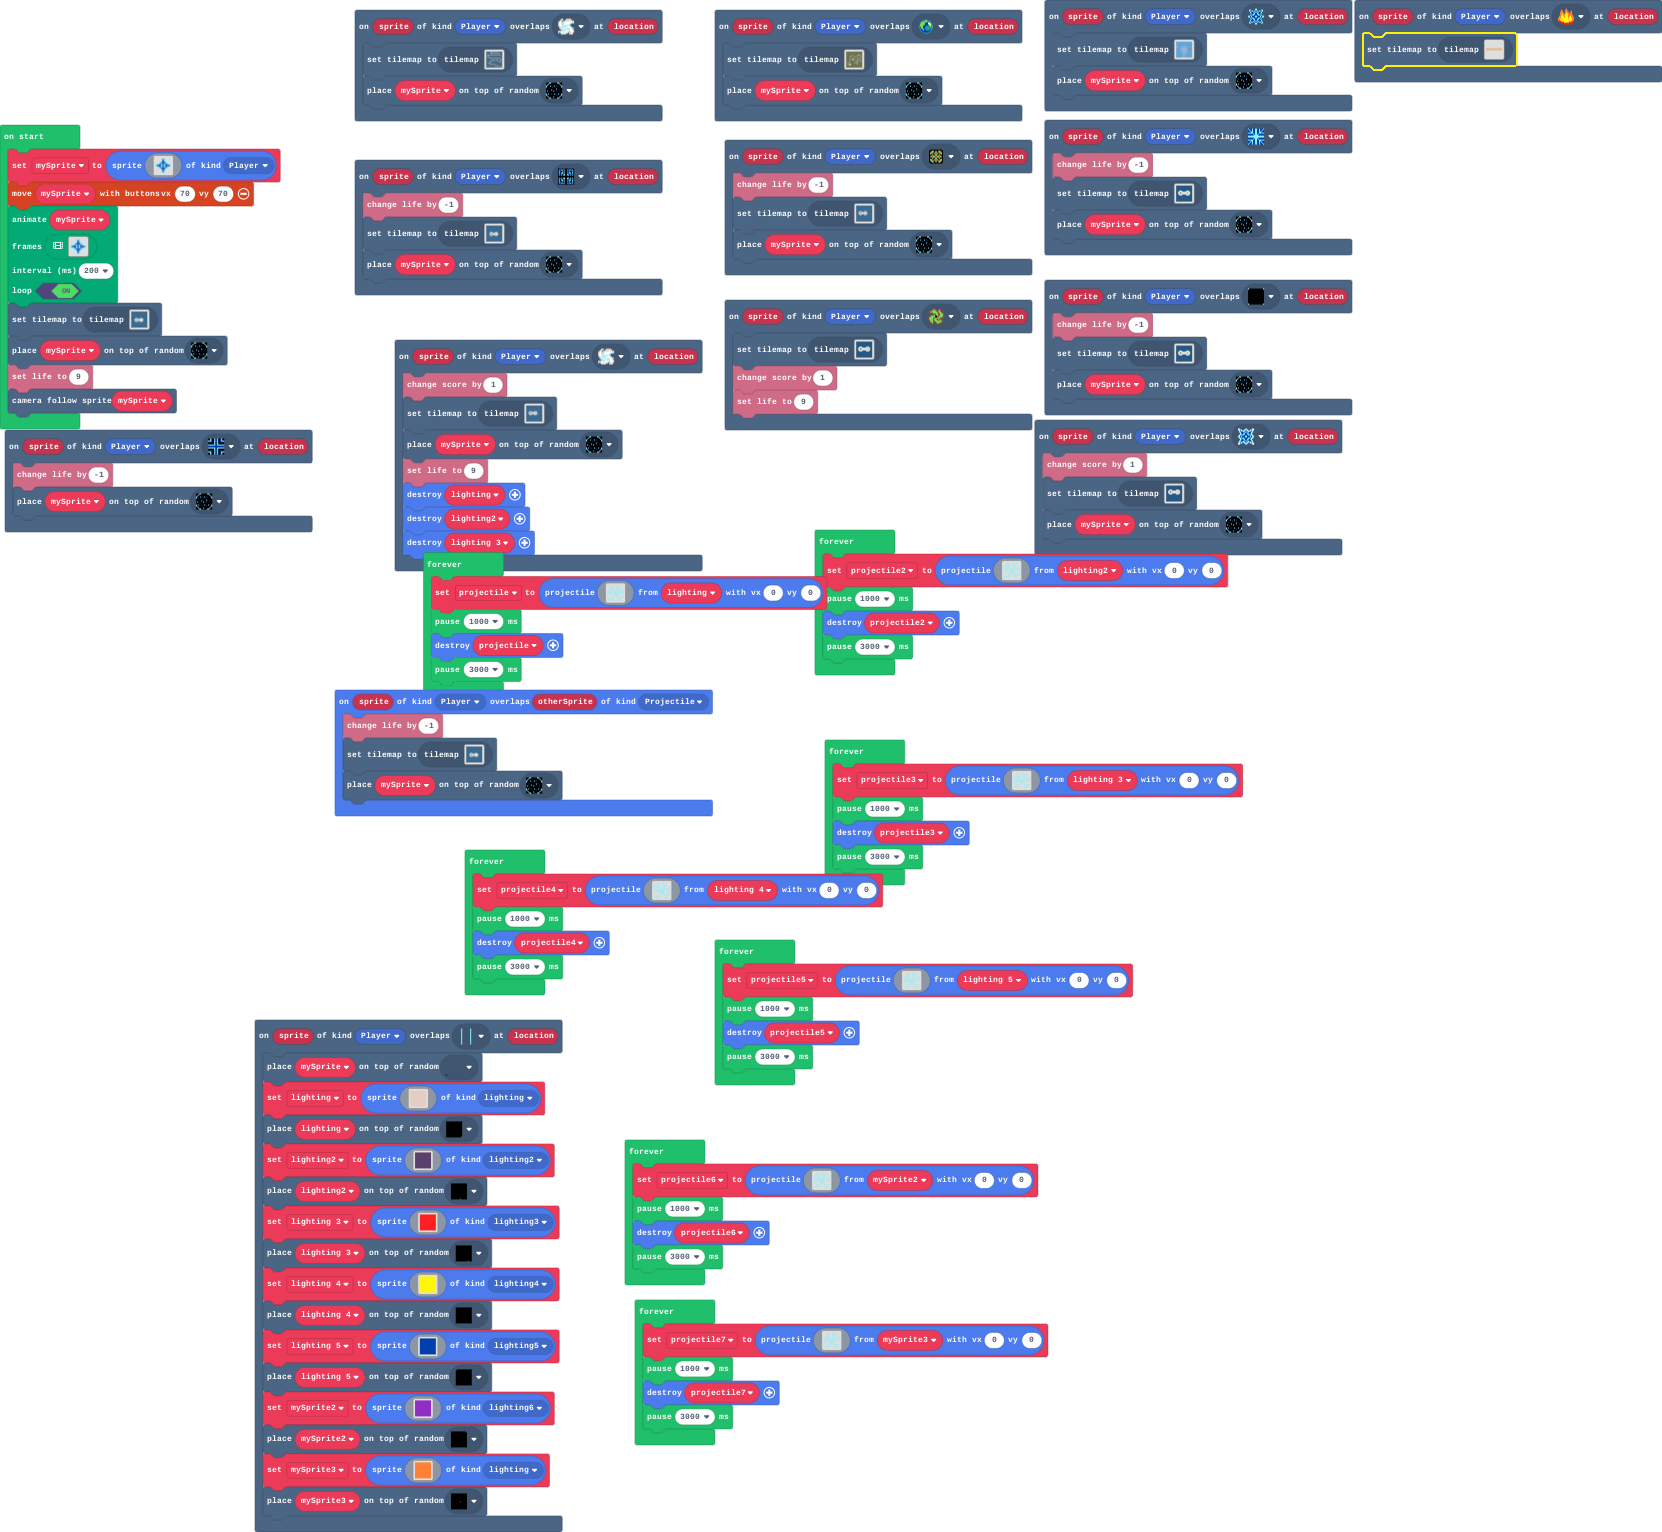 on sprite of kind Player overlaps at location
set tilemap to tilemap
place mySprite on top of random
on sprite of kind Player overlaps at location
set tilemap to tilemap
place mySprite on top of random
on sprite of kind Player overlaps at location
set tilemap to tilemap
place mySprite on top of random
on sprite of kind Player overlaps at location
set tilemap to tilemap
on start
set mySprite to sprite of kind Player
move mySprite with buttons vx 70 vy 70
animate mySprite
frames
interval (ms) 200
loop ON
set tilemap to tilemap
place mySprite on top of random
set life to 9
camera follow sprite mySprite
on sprite of kind Player overlaps at location
change life by -1
set tilemap to tilemap
place mySprite on top of random
on sprite of kind Player overlaps at location
change life by -1
set tilemap to tilemap
place mySprite on top of random
on sprite of kind Player overlaps at location
change life by -1
set tilemap to tilemap
place mySprite on top of random
on sprite of kind Player overlaps at location
set tilemap to tilemap
change score by 1
set life to 9
on sprite of kind Player overlaps at location
change life by -1
set tilemap to tilemap
place mySprite on top of random
on sprite of kind Player overlaps at location
change life by -1
place mySprite on top of random
on sprite of kind Player overlaps at location
change score by 1
set tilemap to tilemap
place mySprite on top of random
set life to 9
destroy lighting
destroy lighting2
destroy lighting 3
on sprite of kind Player overlaps at location
change score by 1
set tilemap to tilemap
place mySprite on top of random
forever
set projectile to projectile from lighting with vx 0 vy 0
pause 1000 ms
destroy projectile
pause 3000 ms
forever
set projectile2 to projectile from lighting2 with vx 0 vy 0
pause 1000 ms
destroy projectile2
pause 3000 ms
on sprite of kind Player overlaps otherSprite of kind Projectile
change life by -1
set tilemap to tilemap
place mySprite on top of random
forever
set projectile3 to projectile from lighting 3 with vx 0 vy 0
pause 1000 ms
destroy projectile3
pause 3000 ms
forever
set projectile4 to projectile from lighting 4 with vx 0 vy 0
pause 1000 ms
destroy projectile4
pause 3000 ms
forever
set projectile5 to projectile from lighting 5 with vx 0 vy 0
pause 1000 ms
destroy projectile5
pause 3000 ms
on sprite of kind Player overlaps at location
place mySprite on top of random
set lighting to sprite of kind lighting
place lighting on top of random
set lighting2 to sprite of kind lighting2
place lighting2 on top of random
set lighting 3 to sprite of kind lighting3
place lighting 3 on top of random
set lighting 4 to sprite of kind lighting4
place lighting 4 on top of random
set lighting 5 to sprite of kind lighting5
place lighting 5 on top of random
set mySprite2 to sprite of kind lighting6
place mySprite2 on top of random
set mySprite3 to sprite of kind lighting
place mySprite3 on top of random
forever
set projectile6 to projectile from mySprite2 with vx 0 vy 0
pause 1000 ms
destroy projectile6
pause 3000 ms
forever
set projectile7 to projectile from mySprite3 with vx 0 vy 0
pause 1000 ms
destroy projectile7
pause 3000 ms